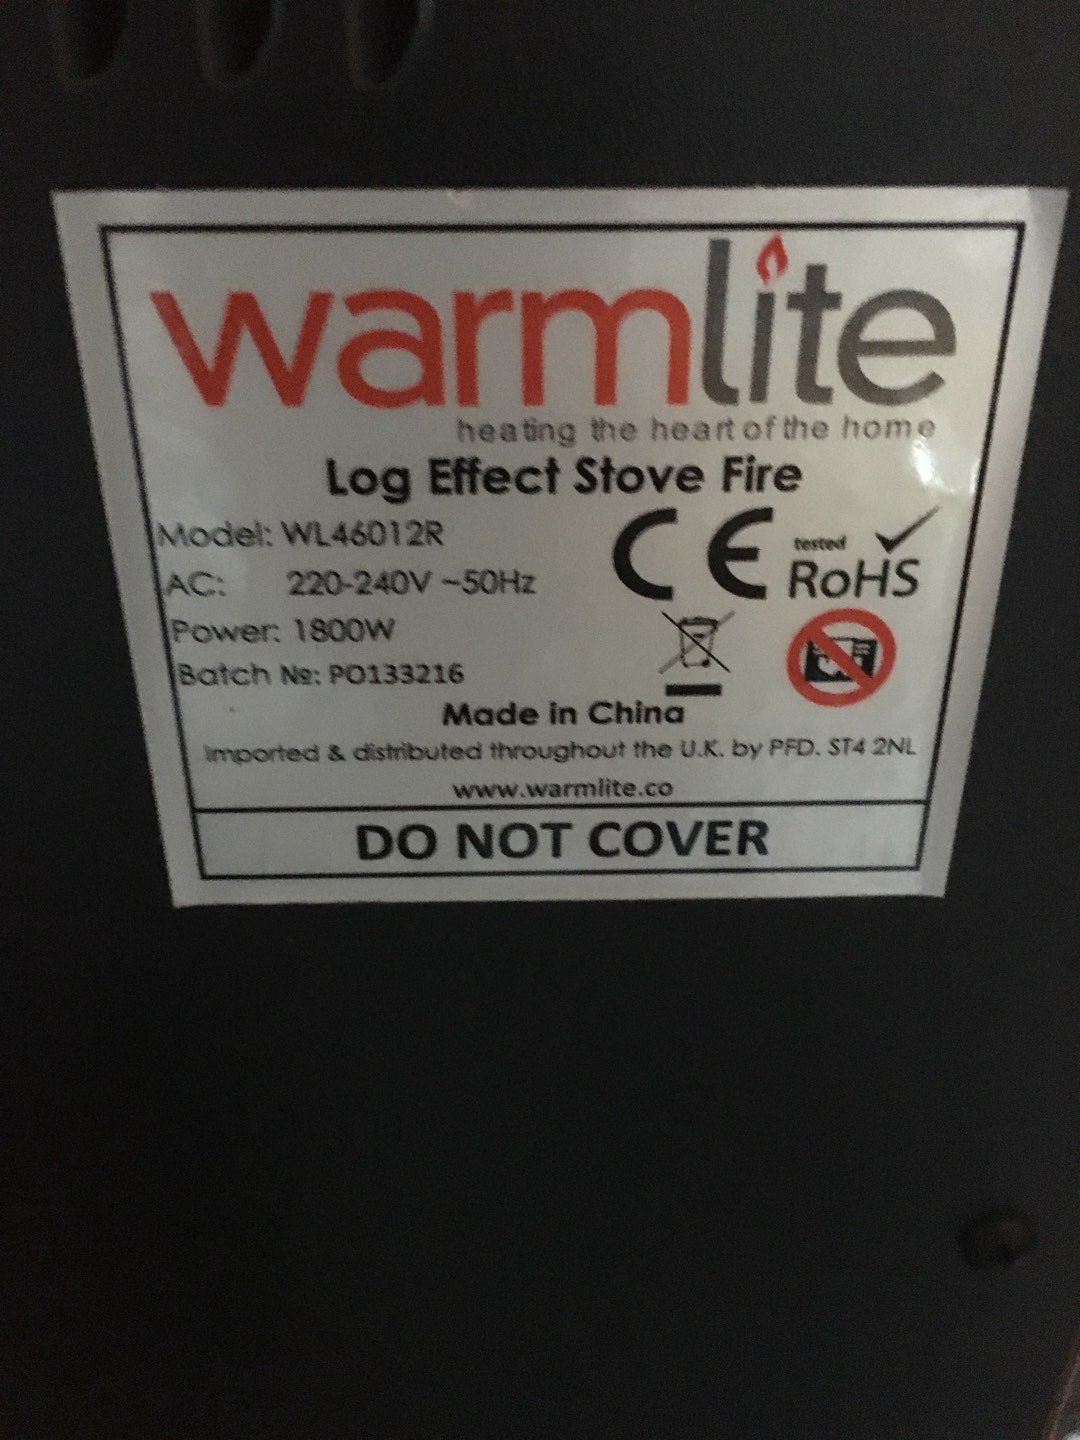 warmlite
heating the heart of the home
Log Effect Stove Fire
Model: WL46012R
AC: 220-240V ~50Hz
Power: 1800W
Batch №: PO133216
CE
tested
RoHS
Made in China
Imported & distributed throughout the U.K. by PFD. ST4 2NL
www.warmlite.co
DO NOT COVER